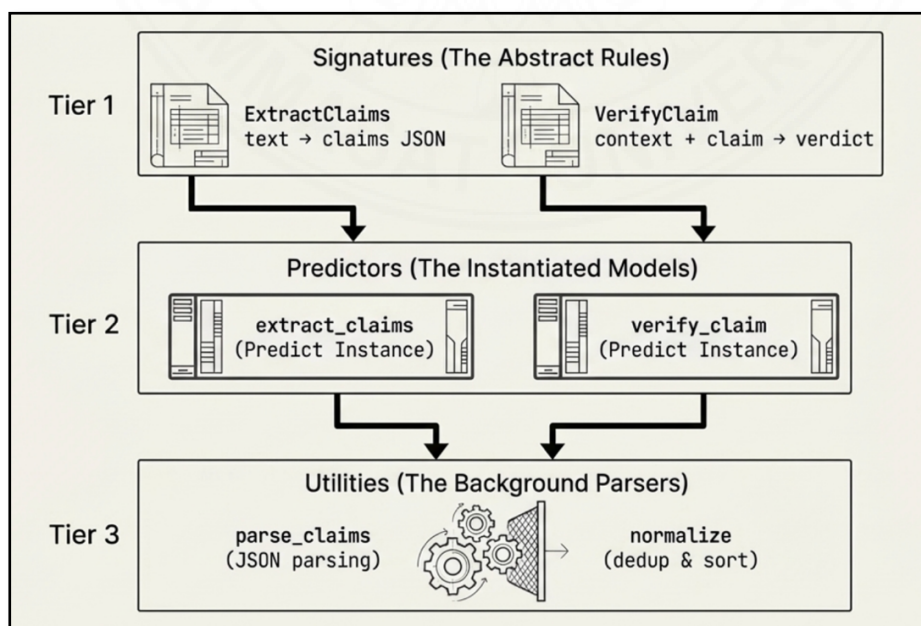 Signatures (The Abstract Rules)
Tier 1
ExtractClaims
text → claims JSON
VerifyClaim
context + claim → verdict
Predictors (The Instantiated Models)
Tier 2
extract_claims
(Predict Instance)
verify_claim
(Predict Instance)
Utilities (The Background Parsers)
Tier 3
parse_claims
(JSON parsing)
normalize
(dedup & sort)